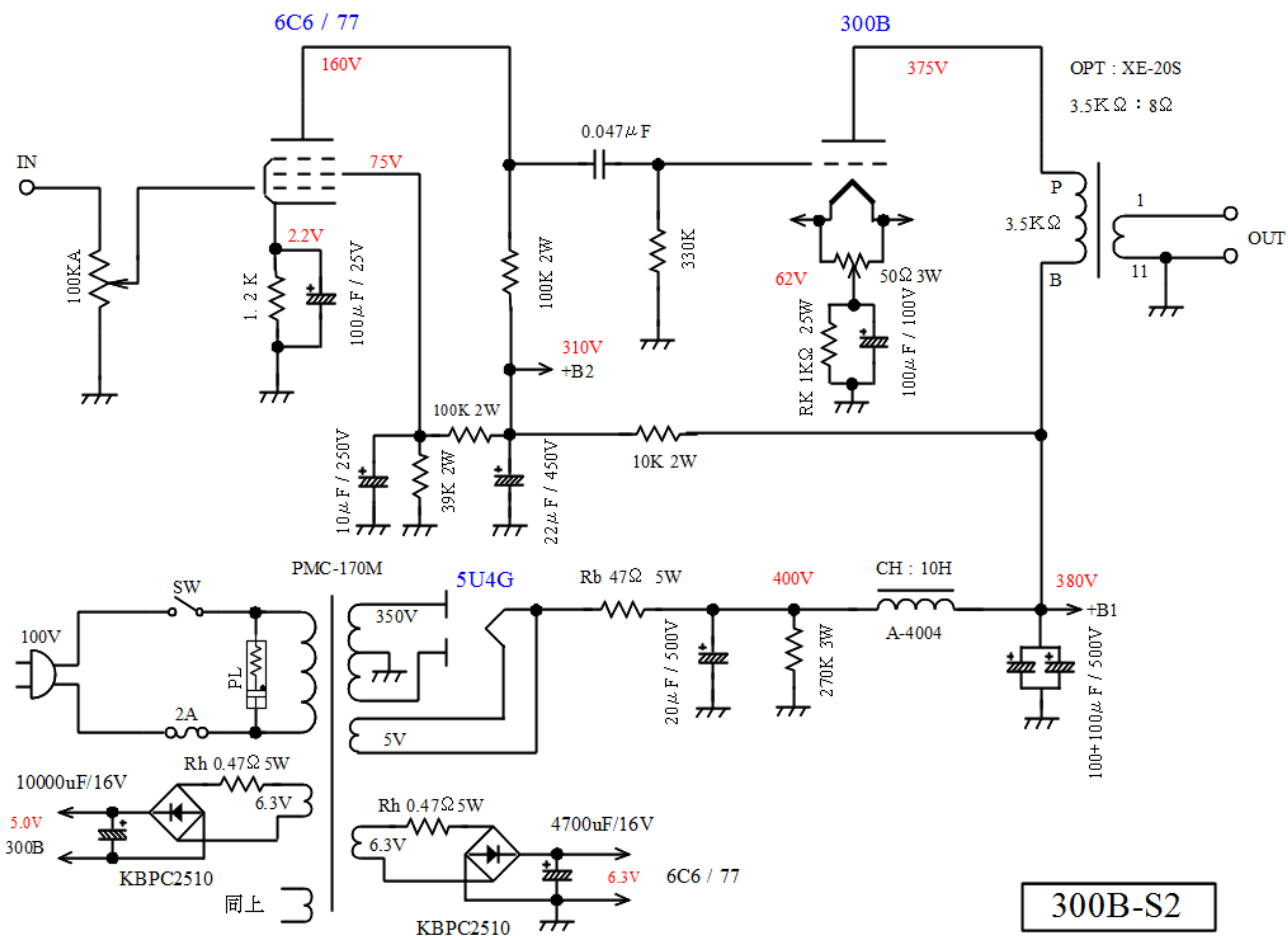 6C6 / 77
300B
160V
375V
OPT : XE-20S
3.5KΩ : 8Ω
0.047μF
IN
75V
P
1
3.5KΩ
OUT
2.2V
100KA
1.2K
100μF / 25V
100K 2W
330K
62V
50Ω 3W
B
11
310V
+B2
RK 1KΩ 25W
100μF / 100V
100K 2W
10K 2W
10μF / 250V
39K 2W
22μF / 450V
PMC-170M
5U4G
Rb 47Ω 5W
400V
CH : 10H
380V
SW
350V
+B1
100V
A-4004
PL
20μF / 500V
270K 3W
100+100μF / 500V
2A
5V
Rh 0.47Ω 5W
10000uF/16V
6.3V
5.0V
300B
KBPC2510
Rh 0.47Ω 5W
4700uF/16V
6.3V
6.3V
6C6 / 77
同上
KBPC2510
300B-S2